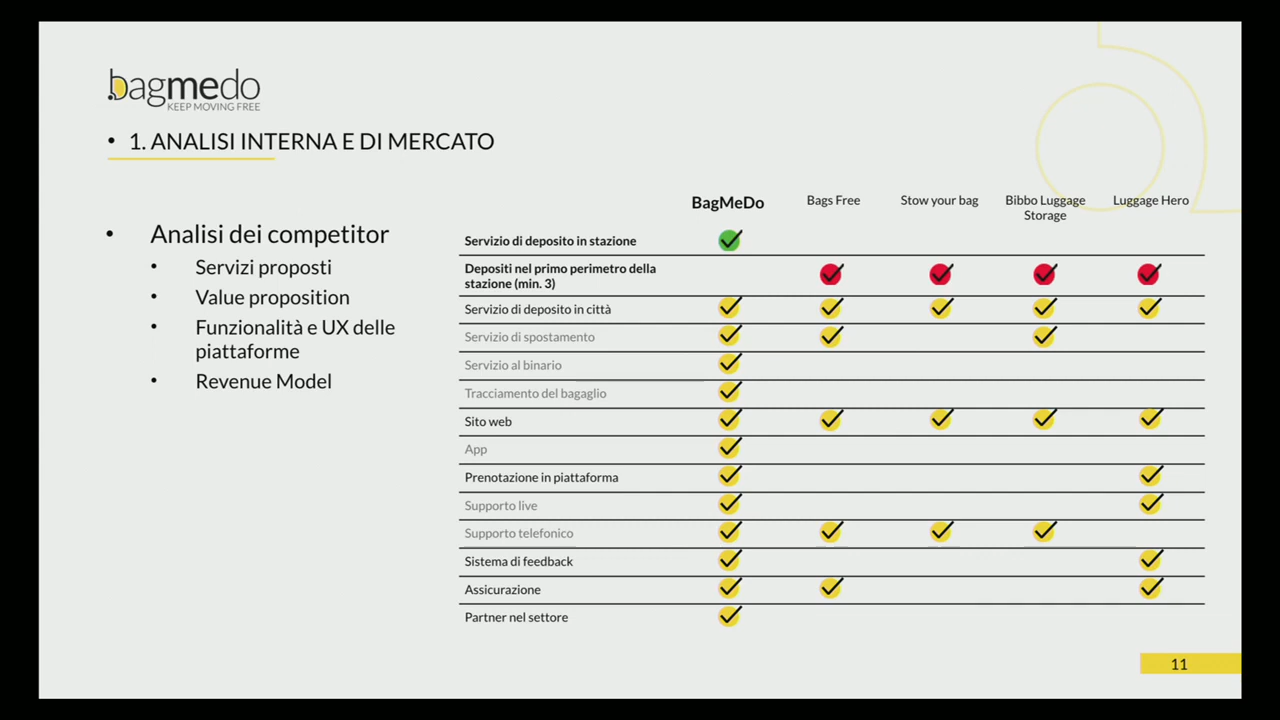 bagmedo
KEEP MOVING FREE
• 1. ANALISI INTERNA E DI MERCATO
• Analisi dei competitor
• Servizi proposti
• Value proposition
• Funzionalità e UX delle
piattaforme
• Revenue Model
BagMeDo Bags Free Stow your bag Bibbo Luggage Luggage Hero
Storage
Servizio di deposito in stazione
Depositi nel primo perimetro della
stazione (min. 3)
Servizio di deposito in città
Servizio di spostamento
Servizio al binario
Tracciamento del bagaglio
Sito web
App
Prenotazione in piattaforma
Supporto live
Supporto telefonico
Sistema di feedback
Assicurazione
Partner nel settore
11